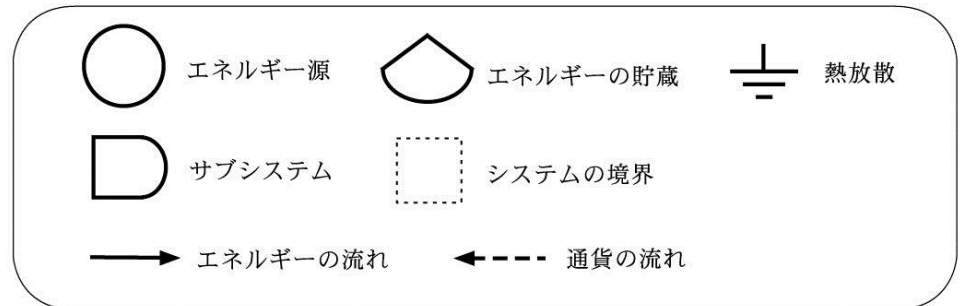 エネルギー源
エネルギーの貯蔵
熱放散
サブシステム
システムの境界
エネルギーの流れ
通貨の流れ